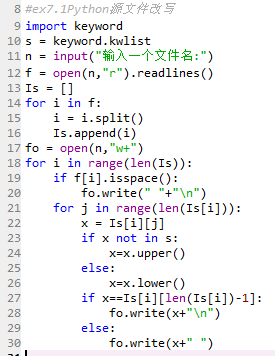 8 #ex7.1Python源文件改写
9 import keyword
10 s = keyword.kwlist
11 n = input("输入一个文件名:")
12 f = open(n,"r").readlines()
13 Is = []
14 for i in f:
15     i = i.split()
16     Is.append(i)
17 fo = open(n,"w+")
18 for i in range(len(Is)):
19     if f[i].isspace():
20         fo.write(" "+"\n")
21     for j in range(len(Is[i])):
22         x = Is[i][j]
23         if x not in s:
24             x=x.upper()
25         else:
26             x=x.lower()
27         if x==Is[i][len(Is[i])-1]:
28             fo.write(x+"\n")
29         else:
30             fo.write(x+" ")